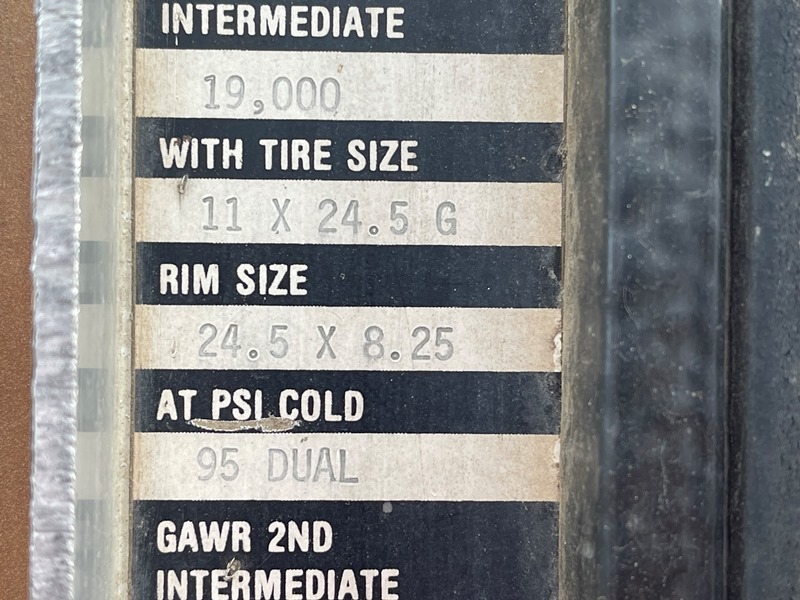 INTERMEDIATE
19,000
WITH TIRE SIZE
11 X 24.5 G
RIM SIZE
24.5 X 8.25
AT PSI COLD
95 DUAL
GAWR 2ND
INTERMEDIATE